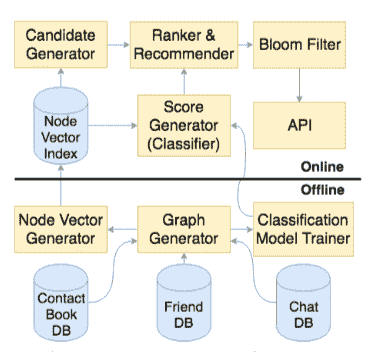 Candidate
Generator
Ranker &
Recommender
Bloom Filter
Node
Vector
Index
Score
Generator
(Classifier)
API
Online
Offline
Node Vector
Generator
Graph
Generator
Classification
Model Trainer
Contact
Book
DB
Friend
DB
Chat
DB